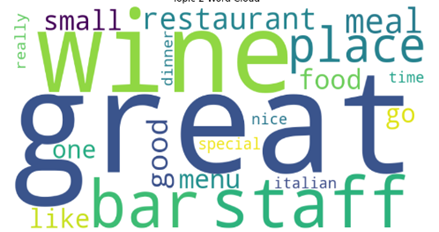 Topic 2 Word Cloud
really
small
restaurant
meal
wine
dinner
place
food
time
great
go
one
good
nice
special
menu
italian
like
bar
staff